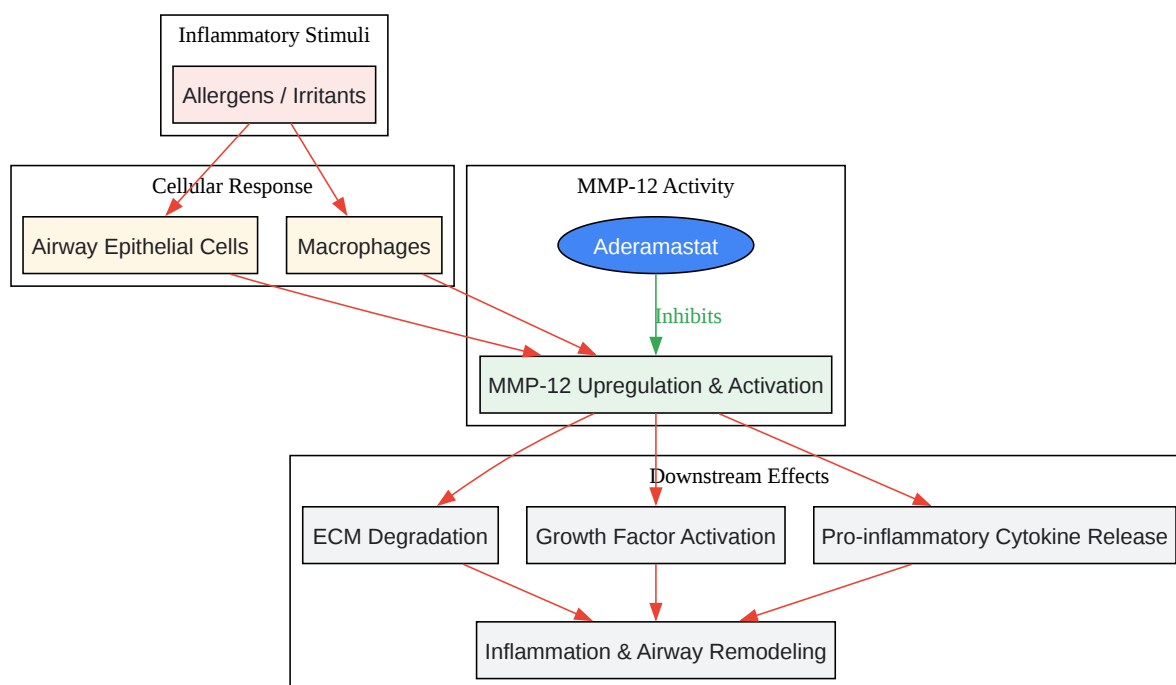 Inflammatory Stimuli
Allergens / Irritants
Cellular Response
MMP-12 Activity
Airway Epithelial Cells
Macrophages
Aderamastat
Inhibits
MMP-12 Upregulation & Activation
Downstream Effects
ECM Degradation
Growth Factor Activation
Pro-inflammatory Cytokine Release
Inflammation & Airway Remodeling